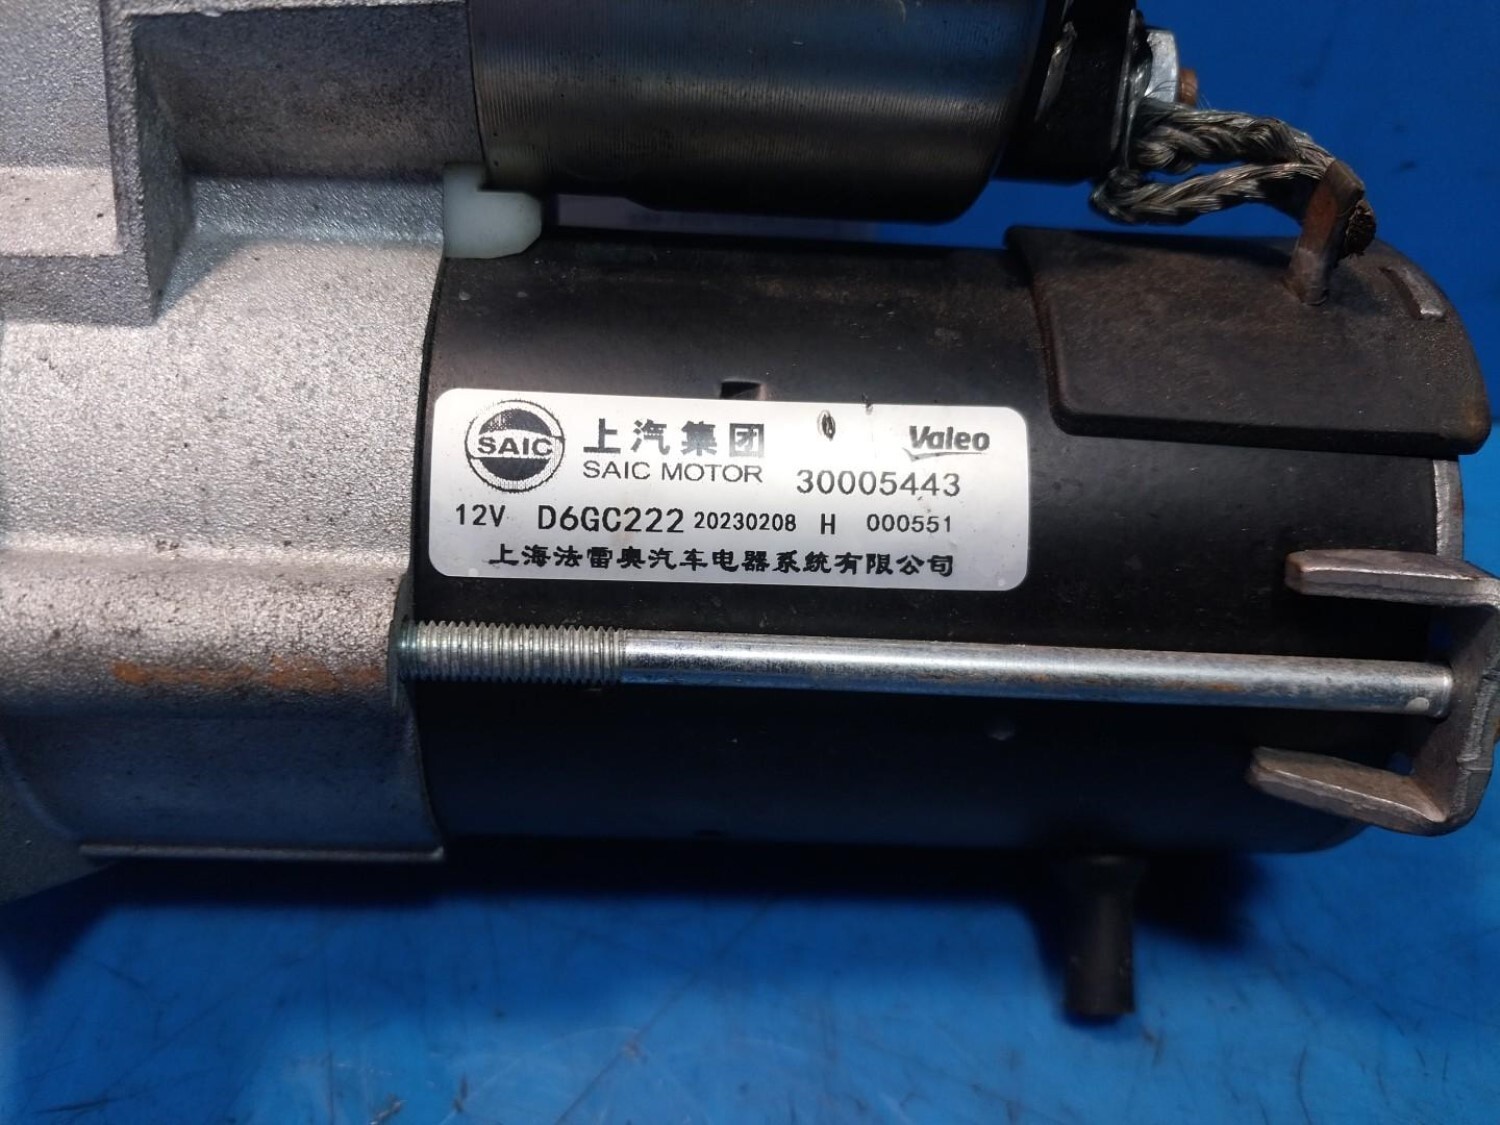 SAIC
上汽集团
SAIC MOTOR
Valeo
30005443
12V D6GC222 20230208 H 000551
上海法雷奥汽车电器系统有限公司